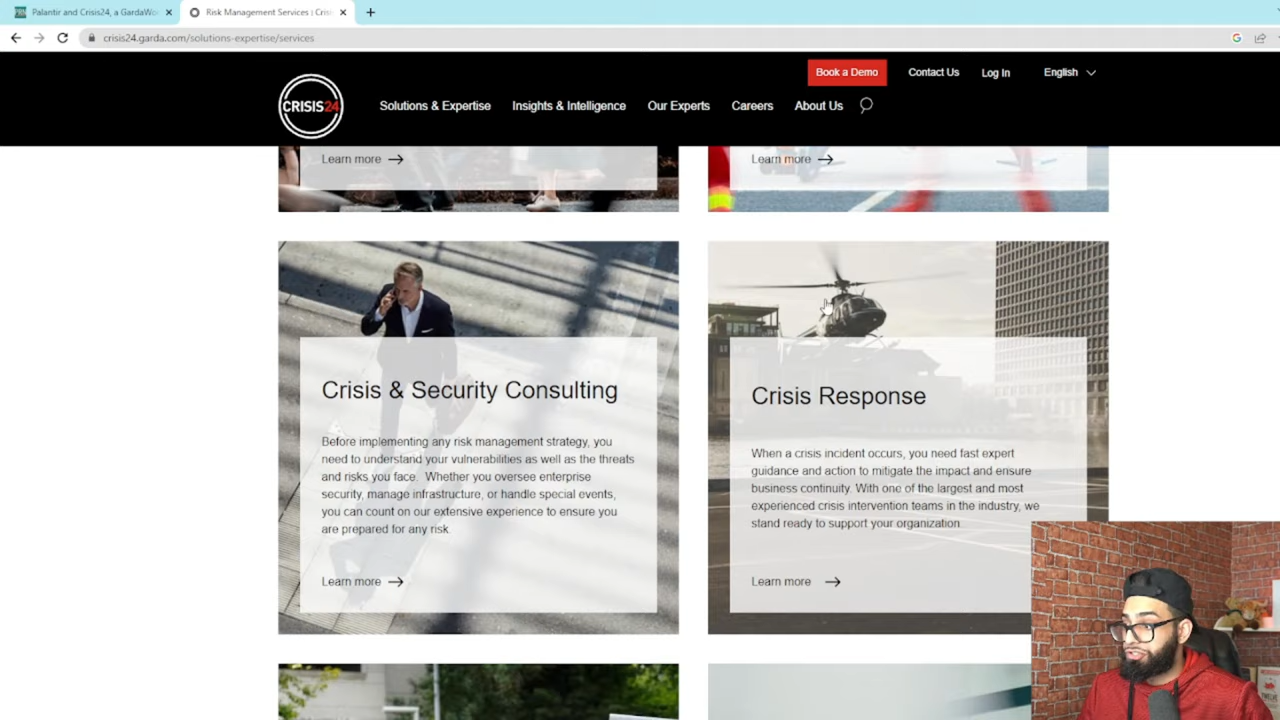 Palantir and Crisis24, a GardaWo
Risk Management Services | Cris
crisis24.garda.com/solutions-expertise/services
Book a Demo
Contact Us
Log In
English
CRISIS24
Solutions & Expertise
Insights & Intelligence
Our Experts
Careers
About Us
Learn more
Learn more
Crisis & Security Consulting
Before implementing any risk management strategy, you
need to understand your vulnerabilities as well as the threats
and risks you face. Whether you oversee enterprise
security, manage infrastructure, or handle special events,
you can count on our extensive experience to ensure you
are prepared for any risk.
Learn more
Crisis Response
When a crisis incident occurs, you need fast expert
guidance and action to mitigate the impact and ensure
business continuity. With one of the largest and most
experienced crisis intervention teams in the industry, we
stand ready to support your organization
Learn more